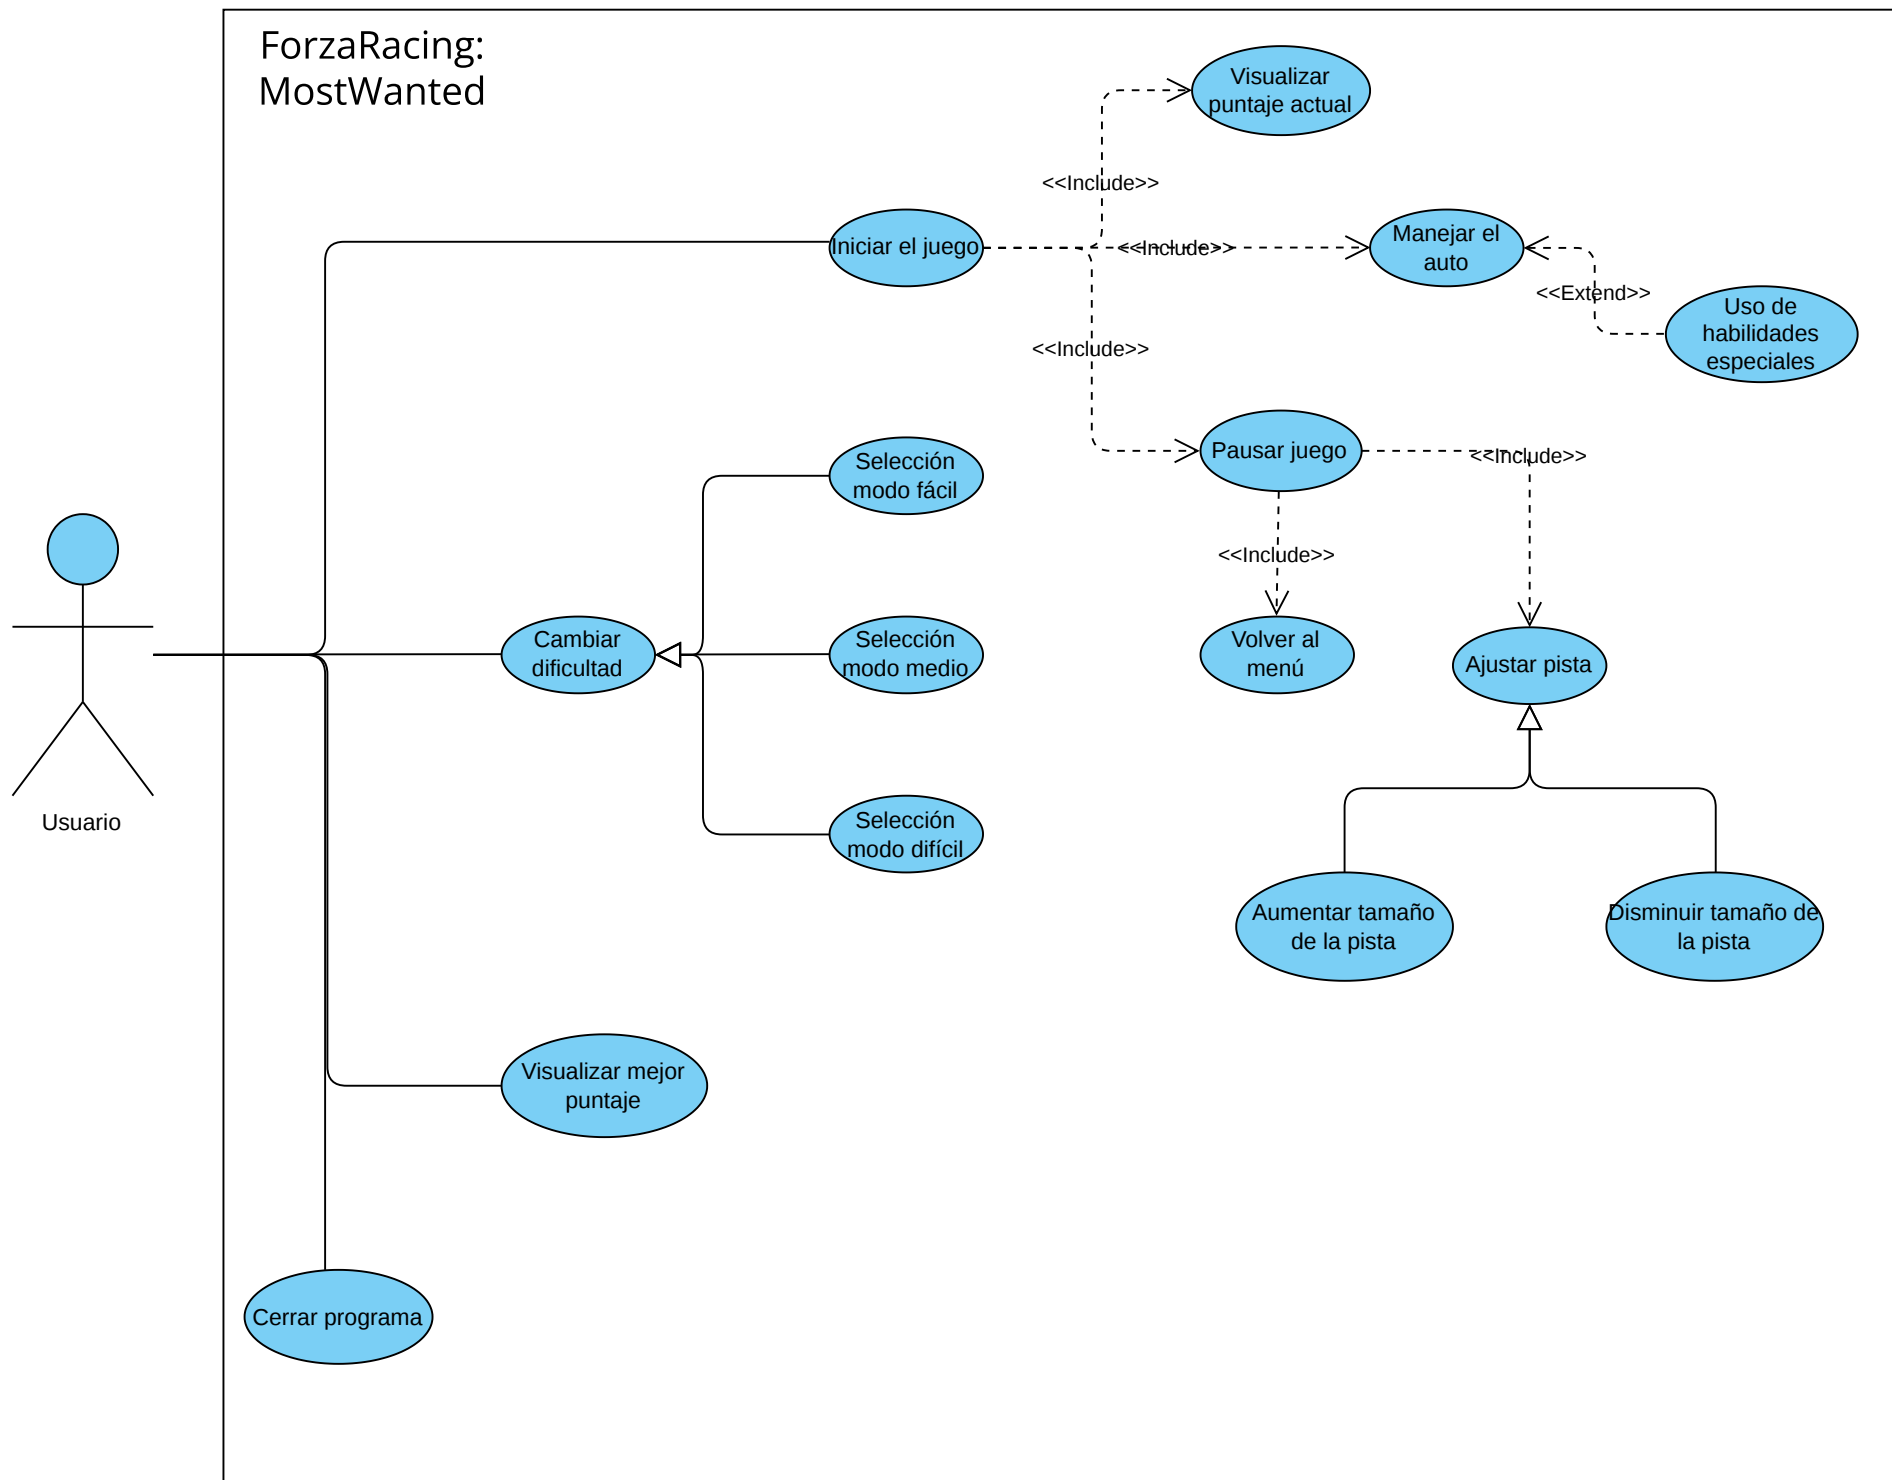 ForzaRacing:
MostWanted
Visualizar
puntaje actual
<<Include>>
Iniciar el juego
<<Include>>
Manejar el
auto
<<Extend>>
Uso de
habilidades
especiales
<<Include>>
Pausar juego
<<Include>>
<<Include>>
Selección
modo fácil
Cambiar
dificultad
Selección
modo medio
Volver al
menú
Ajustar pista
Selección
modo difícil
Usuario
Aumentar tamaño
de la pista
Disminuir tamaño de
la pista
Visualizar mejor
puntaje
Cerrar programa